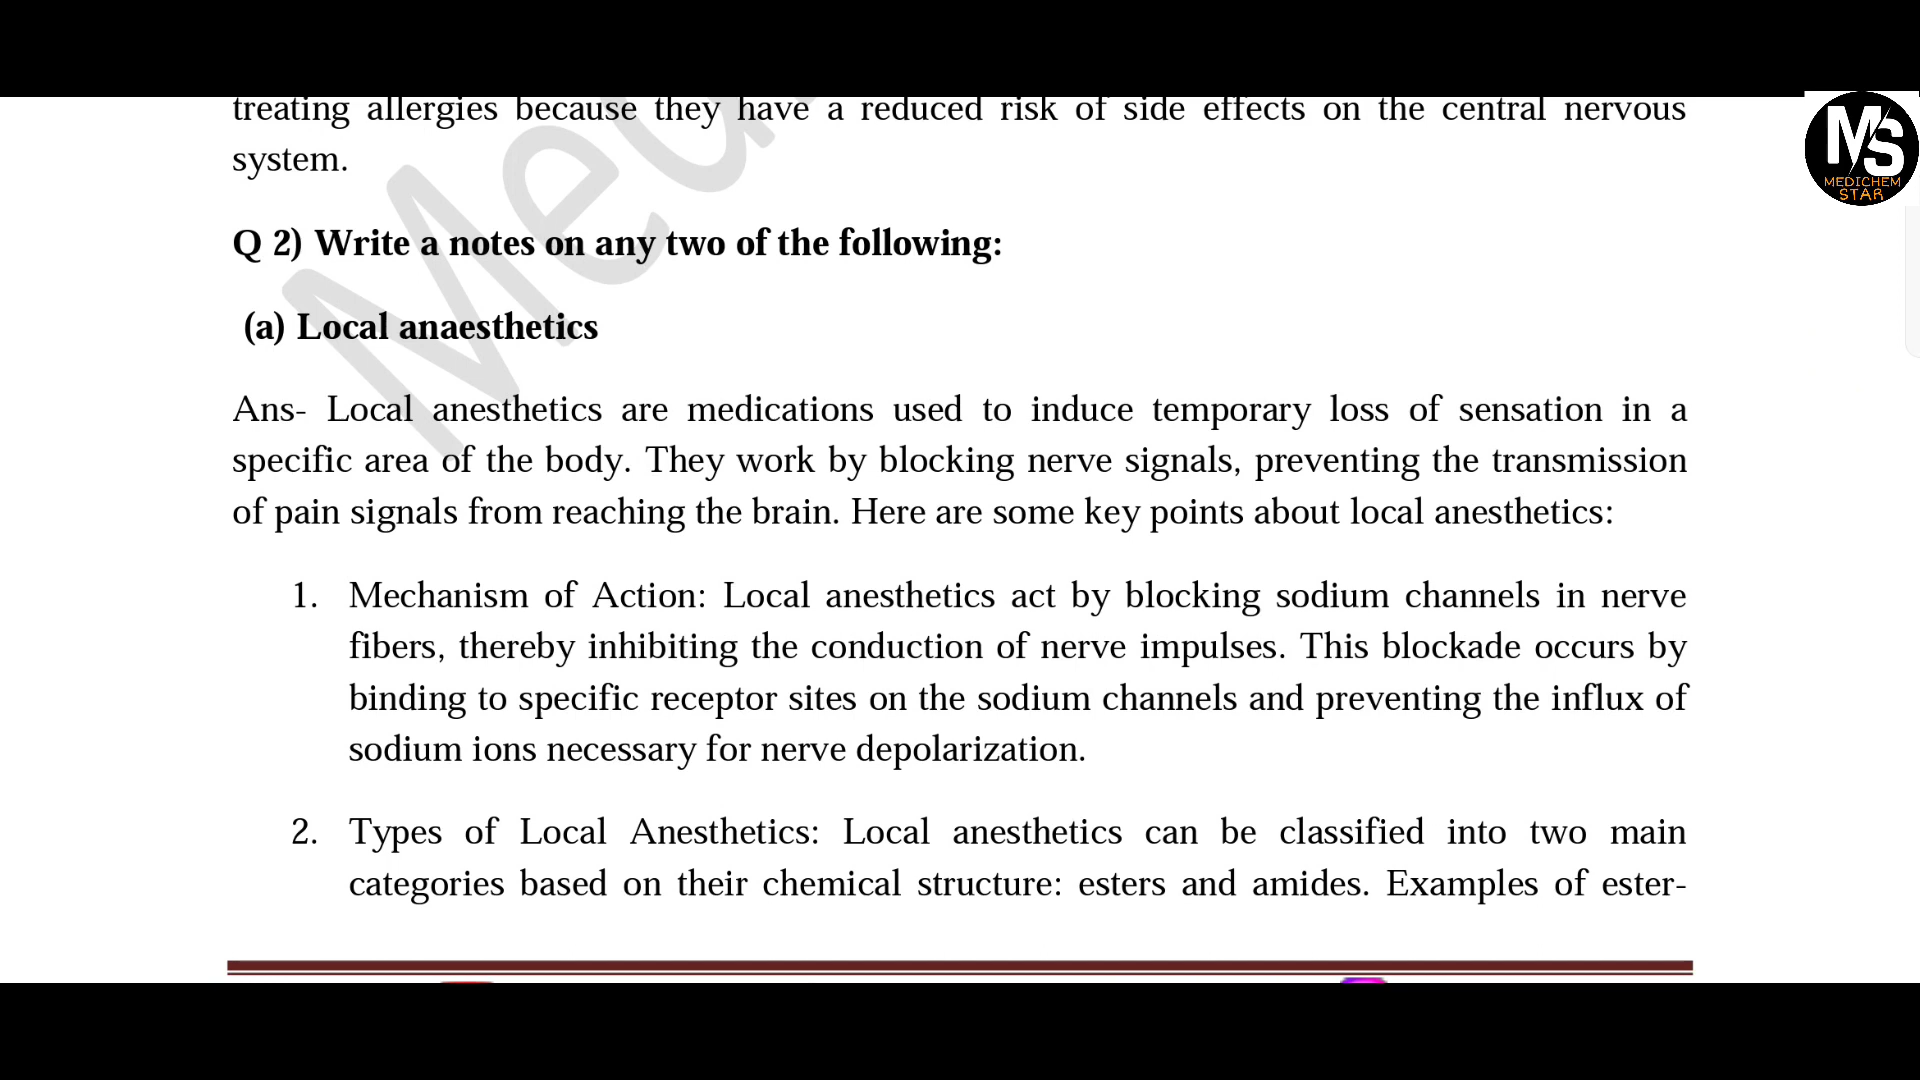 treating allergies because they have a reduced risk of side effects on the central nervous
system.
Q 2) Write a notes on any two of the following:
(a) Local anaesthetics
Ans- Local anesthetics are medications used to induce temporary loss of sensation in a
specific area of the body. They work by blocking nerve signals, preventing the transmission
of pain signals from reaching the brain. Here are some key points about local anesthetics:
1. Mechanism of Action: Local anesthetics act by blocking sodium channels in nerve
fibers, thereby inhibiting the conduction of nerve impulses. This blockade occurs by
binding to specific receptor sites on the sodium channels and preventing the influx of
sodium ions necessary for nerve depolarization.
2. Types of Local Anesthetics: Local anesthetics can be classified into two main
categories based on their chemical structure: esters and amides. Examples of ester-
MS
MEDICHEM
STAR
Med